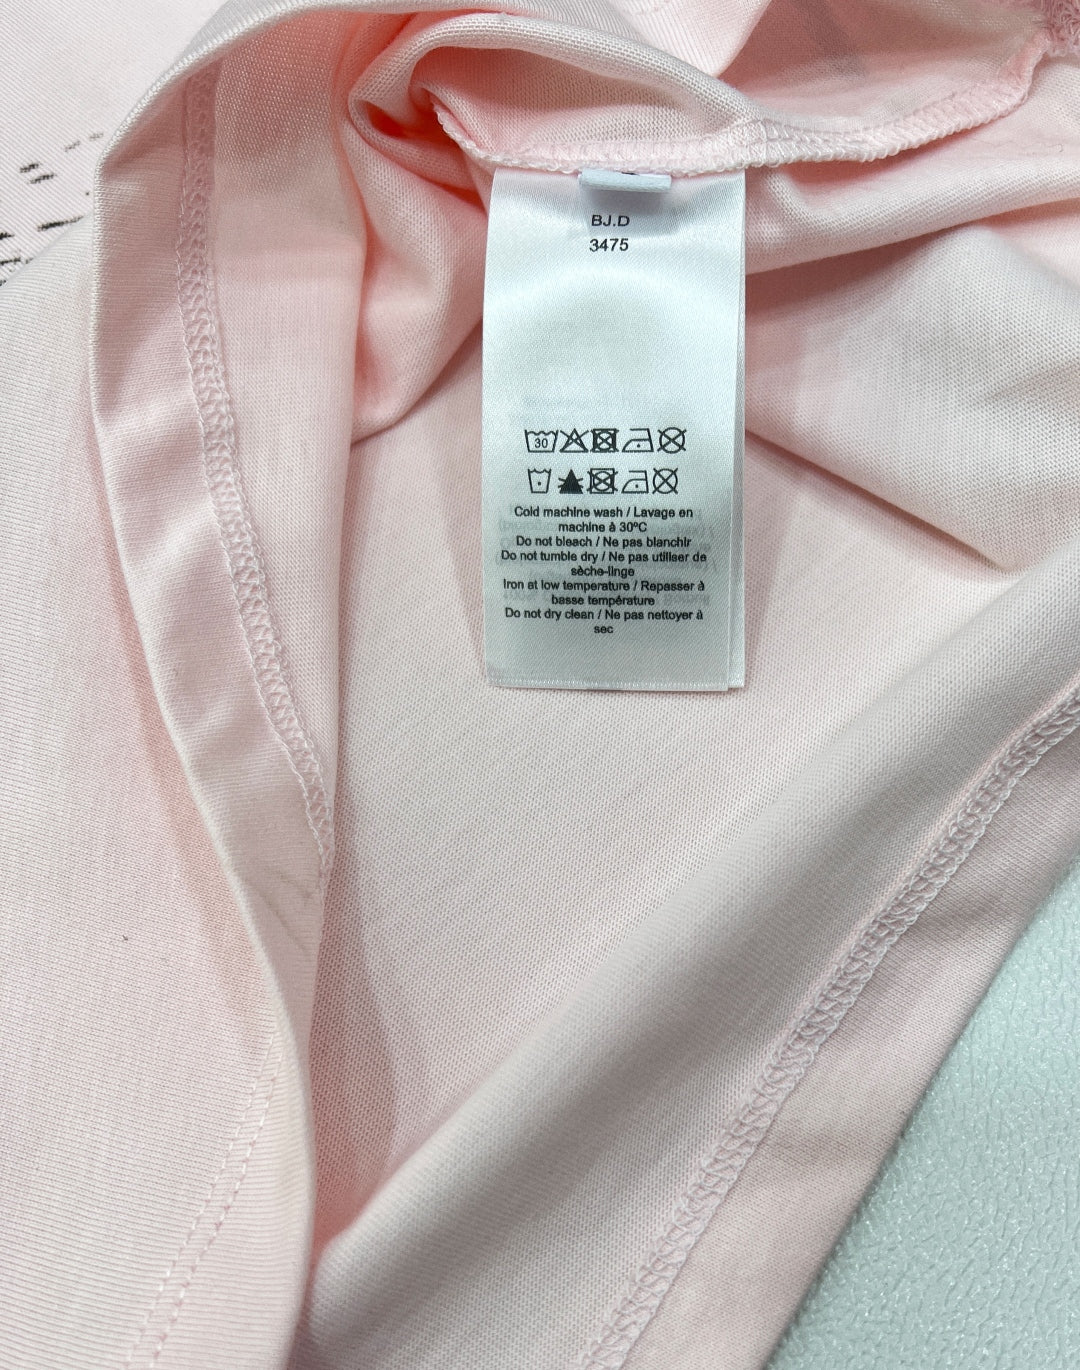 BJ.D
3475
30
Cold machine wash / Lavage en
machine à 30ºC
Do not bleach / Ne pas blanchir
Do not tumble dry / Ne pas utiliser de
sèche-linge
Iron at low temperature / Repasser à
basse température
Do not dry clean / Ne pas nettoyer à
sec